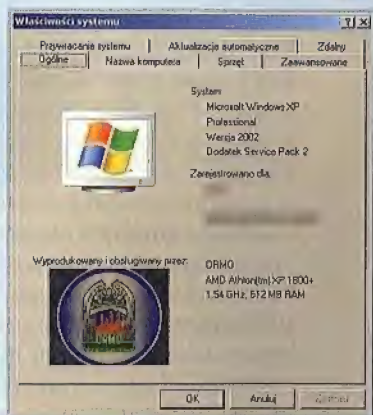 Właściwości systemu
Przywracanie systemu
Aktualizacje automatyczne
Zdalny
Ogólne
Nazwa komputera
Sprzęt
Zaawansowane
System:
Microsoft Windows XP
Professional
Wersja 2002
Dodatek Service Pack 2
Zarejestrowano dla:
Wyprodukowany i obsługiwany przez:
ORMO
AMD Athlon(tm) XP 1800+
1.54 GHz, 512 MB RAM
OK
Anuluj